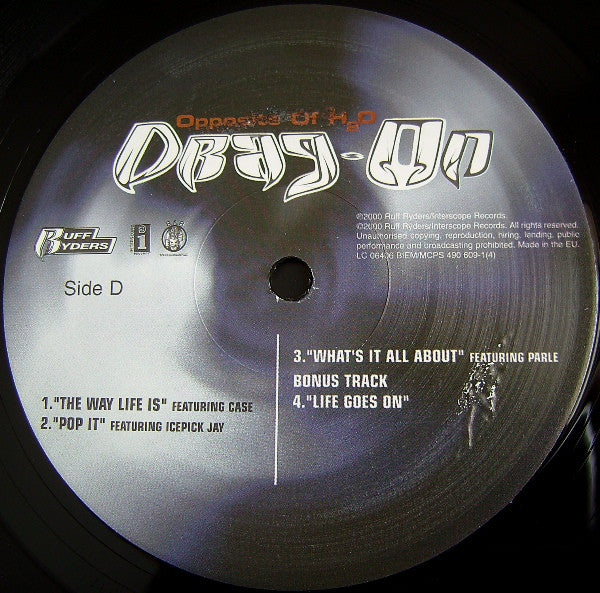 Opposite Of H2O
Drag-On
RUFF
RYDERS
i
℗2000 Ruff Ryders/Interscope Records.
©2000 Ruff Ryders/Interscope Records. All rights reserved.
Unauthorised copying, reproduction, hiring, lending, public
performance and broadcasting prohibited. Made in the EU.
LC 06406 BIEM/MCPS 490 609-1(4)
Side D
1."THE WAY LIFE IS" FEATURING CASE
2."POP IT" FEATURING ICEPICK JAY
3."WHAT'S IT ALL ABOUT" FEATURING PARLE
BONUS TRACK
4."LIFE GOES ON"